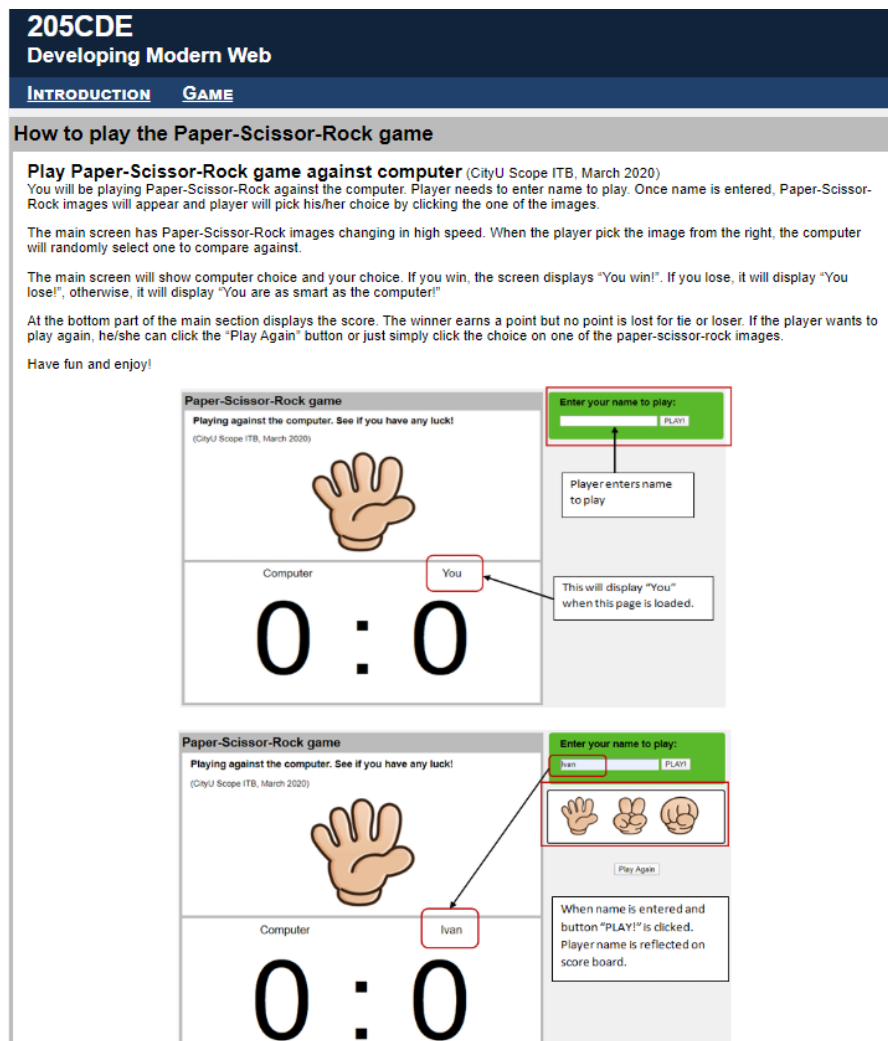 205CDE
Developing Modern Web
INTRODUCTION GAME
How to play the Paper-Scissor-Rock game
Play Paper-Scissor-Rock game against computer (CityU Scope ITB, March 2020)
You will be playing Paper-Scissor-Rock against the computer. Player needs to enter name to play. Once name is entered, Paper-Scissor-
Rock images will appear and player will pick his/her choice by clicking the one of the images.
The main screen has Paper-Scissor-Rock images changing in high speed. When the player pick the image from the right, the computer
will randomly select one to compare against.
The main screen will show computer choice and your choice. If you win, the screen displays “You win!”. If you lose, it will display “You
lose!”, otherwise, it will display “You are as smart as the computer!”
At the bottom part of the main section displays the score. The winner earns a point but no point is lost for tie or loser. If the player wants to
play again, he/she can click the “Play Again” button or just simply click the choice on one of the paper-scissor-rock images.
Have fun and enjoy!
Paper-Scissor-Rock game
Playing against the computer. See if you have any luck!
(CityU Scope ITB, March 2020)
Enter your name to play:
PLAY!
Player enters name
to play
Computer You
0 : 0
This will display “You”
when this page is loaded.
Paper-Scissor-Rock game
Playing against the computer. See if you have any luck!
(CityU Scope ITB, March 2020)
Enter your name to play:
Ivan PLAY!
Play Again
Computer Ivan
0 : 0
When name is entered and
button “PLAY!” is clicked.
Player name is reflected on
score board.